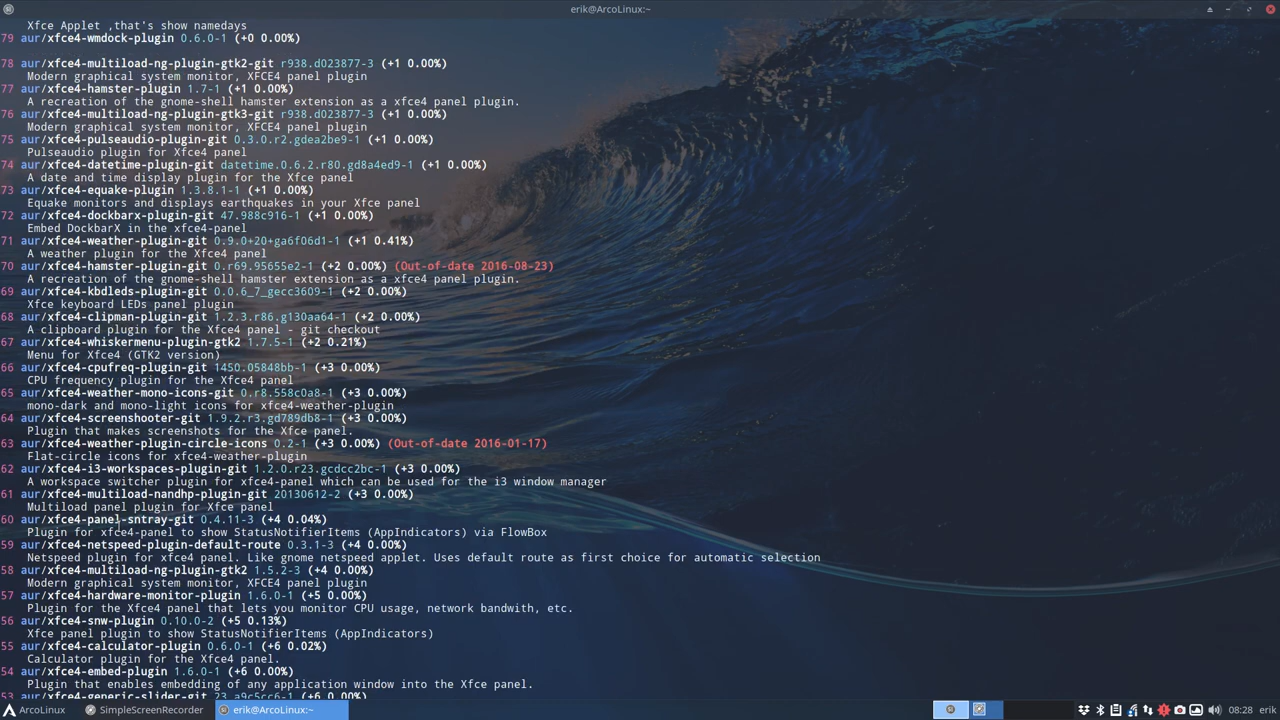 erik@ArcoLinux:~
Xfce Applet ,that's show namedays
79 aur/xfce4-wmdock-plugin 0.6.0-1 (+0 0.00%)
78 aur/xfce4-multiload-ng-plugin-gtk2-git r938.d023877-3 (+1 0.00%)
Modern graphical system monitor, XFCE4 panel plugin
77 aur/xfce4-hamster-plugin 1.7-1 (+1 0.00%)
A recreation of the gnome-shell hamster extension as a xfce4 panel plugin.
76 aur/xfce4-multiload-ng-plugin-gtk3-git r938.d023877-3 (+1 0.00%)
Modern graphical system monitor, XFCE4 panel plugin
75 aur/xfce4-pulseaudio-plugin-git 0.3.0.r2.gdea2be9-1 (+1 0.00%)
Pulseaudio plugin for Xfce4 panel
74 aur/xfce4-datetime-plugin-git datetime.0.6.2.r80.gd8a4ed9-1 (+1 0.00%)
A date and time display plugin for the Xfce panel
73 aur/xfce4-equake-plugin 1.3.8.1-1 (+1 0.00%)
Equake monitors and displays earthquakes in your Xfce panel
72 aur/xfce4-dockbarx-plugin-git 47.988c916-1 (+1 0.00%)
Embed DockbarX in the xfce4-panel
71 aur/xfce4-weather-plugin-git 0.9.0+20+ga6f06d1-1 (+1 0.41%)
A weather plugin for the Xfce4 panel
70 aur/xfce4-hamster-plugin-git 0.r69.95655e2-1 (+2 0.00%) (Out-of-date 2016-08-23)
A recreation of the gnome-shell hamster extension as a xfce4 panel plugin.
69 aur/xfce4-kbdleds-plugin-git 0.0.6_7_gecc3609-1 (+2 0.00%)
Xfce keyboard LEDs panel plugin
68 aur/xfce4-clipman-plugin-git 1.2.3.r86.g130aa64-1 (+2 0.00%)
A clipboard plugin for the Xfce4 panel - git checkout
67 aur/xfce4-whiskermenu-plugin-gtk2 1.7.5-1 (+2 0.21%)
Menu for Xfce4 (GTK2 version)
66 aur/xfce4-cpufreq-plugin-git 1450.05848bb-1 (+3 0.00%)
CPU frequency plugin for the Xfce4 panel
65 aur/xfce4-weather-mono-icons-git 0.r8.558c0a8-1 (+3 0.00%)
mono-dark and mono-light icons for xfce4-weather-plugin
64 aur/xfce4-screenshooter-git 1.9.2.r3.gd789db8-1 (+3 0.00%)
Plugin that makes screenshots for the Xfce panel.
63 aur/xfce4-weather-plugin-circle-icons 0.2-1 (+3 0.00%) (Out-of-date 2016-01-17)
Flat-circle icons for xfce4-weather-plugin
62 aur/xfce4-i3-workspaces-plugin-git 1.2.0.r23.gcdcc2bc-1 (+3 0.00%)
A workspace switcher plugin for xfce4-panel which can be used for the i3 window manager
61 aur/xfce4-multiload-nandhp-plugin-git 20130612-2 (+3 0.00%)
Multiload panel plugin for Xfce panel
60 aur/xfce4-panel-sntray-git 0.4.11-3 (+4 0.04%)
Plugin for xfce4-panel to show StatusNotifierItems (AppIndicators) via FlowBox
59 aur/xfce4-netspeed-plugin-default-route 0.3.1-3 (+4 0.00%)
Netspeed plugin for xfce4 panel. Like gnome netspeed applet. Uses default route as first choice for automatic selection
58 aur/xfce4-multiload-ng-plugin-gtk2 1.5.2-3 (+4 0.00%)
Modern graphical system monitor, XFCE4 panel plugin
57 aur/xfce4-hardware-monitor-plugin 1.6.0-1 (+5 0.00%)
Plugin for the Xfce4 panel that lets you monitor CPU usage, network bandwith, etc.
56 aur/xfce4-snw-plugin 0.10.0-2 (+5 0.13%)
Xfce panel plugin to show StatusNotifierItems (AppIndicators)
55 aur/xfce4-calculator-plugin 0.6.0-1 (+6 0.02%)
Calculator plugin for the Xfce4 panel.
54 aur/xfce4-embed-plugin 1.6.0-1 (+6 0.00%)
Plugin that enables embedding of any application window into the Xfce panel.
53 aur/xfce4-generic-slider-git 23.a9c5cc6-1 (+6 0.00%)
ArcoLinux SimpleScreenRecorder erik@ArcoLinux:~ 08:28 erik